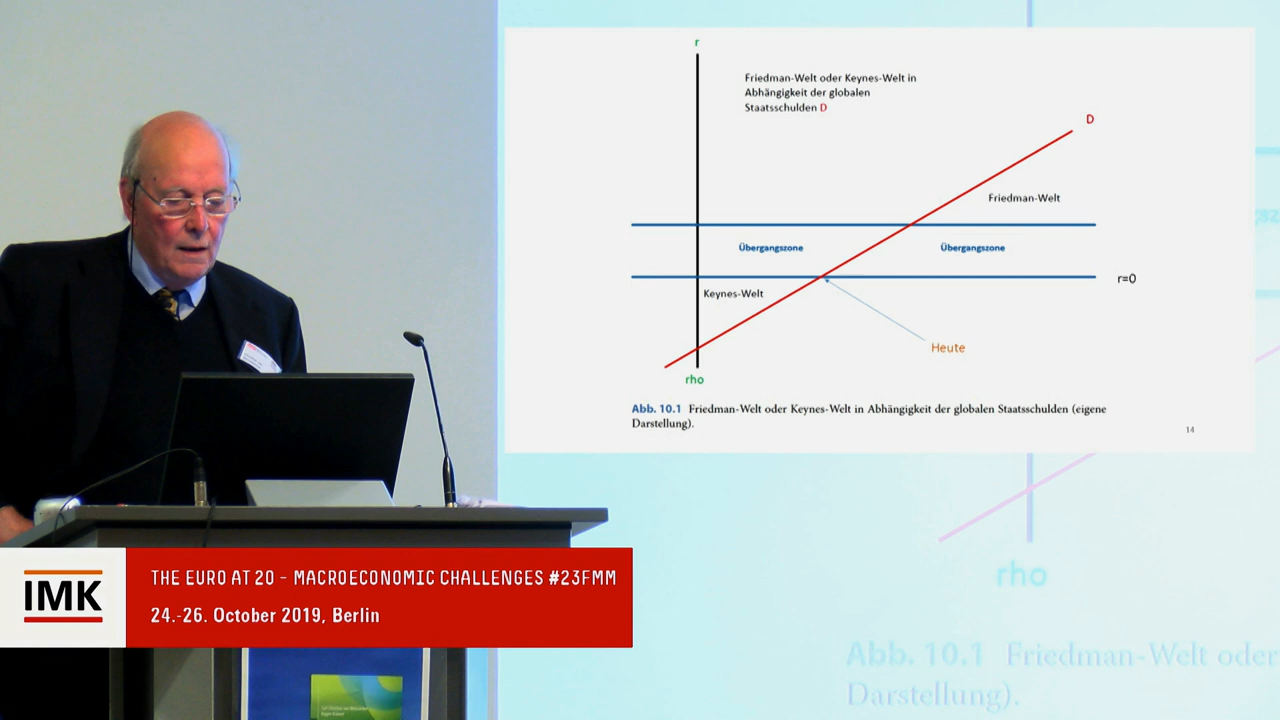 r
Friedman-Welt oder Keynes-Welt in
Abhängigkeit der globalen
Staatsschulden D
D
Friedman-Welt
Übergangszone
Übergangszone
r=0
Keynes-Welt
Heute
rho
Abb. 10.1 Friedman-Welt oder Keynes-Welt in Abhängigkeit der globalen Staatsschulden (eigene
Darstellung).
14
rho
Abb. 10.1 Friedman-Welt oder
Darstellung).
IMK
THE EURO AT 20 - MACROECONOMIC CHALLENGES #23FMM
24.-26. October 2019, Berlin